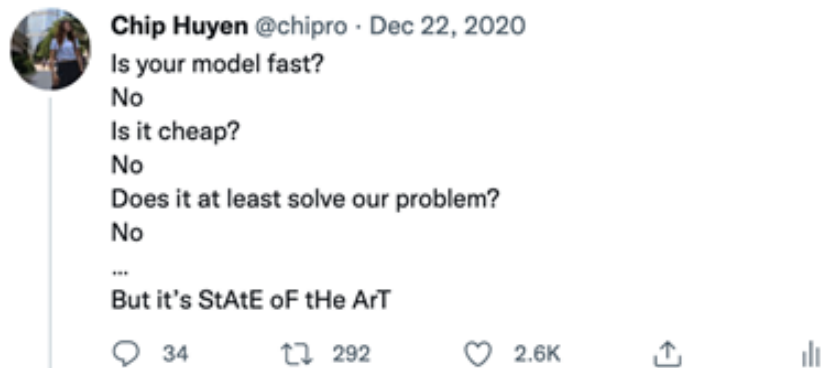 Chip Huyen @chipro · Dec 22, 2020
Is your model fast?
No
Is it cheap?
No
Does it at least solve our problem?
No
...
But it's StAtE oF tHe ArT
34 292 2.6K